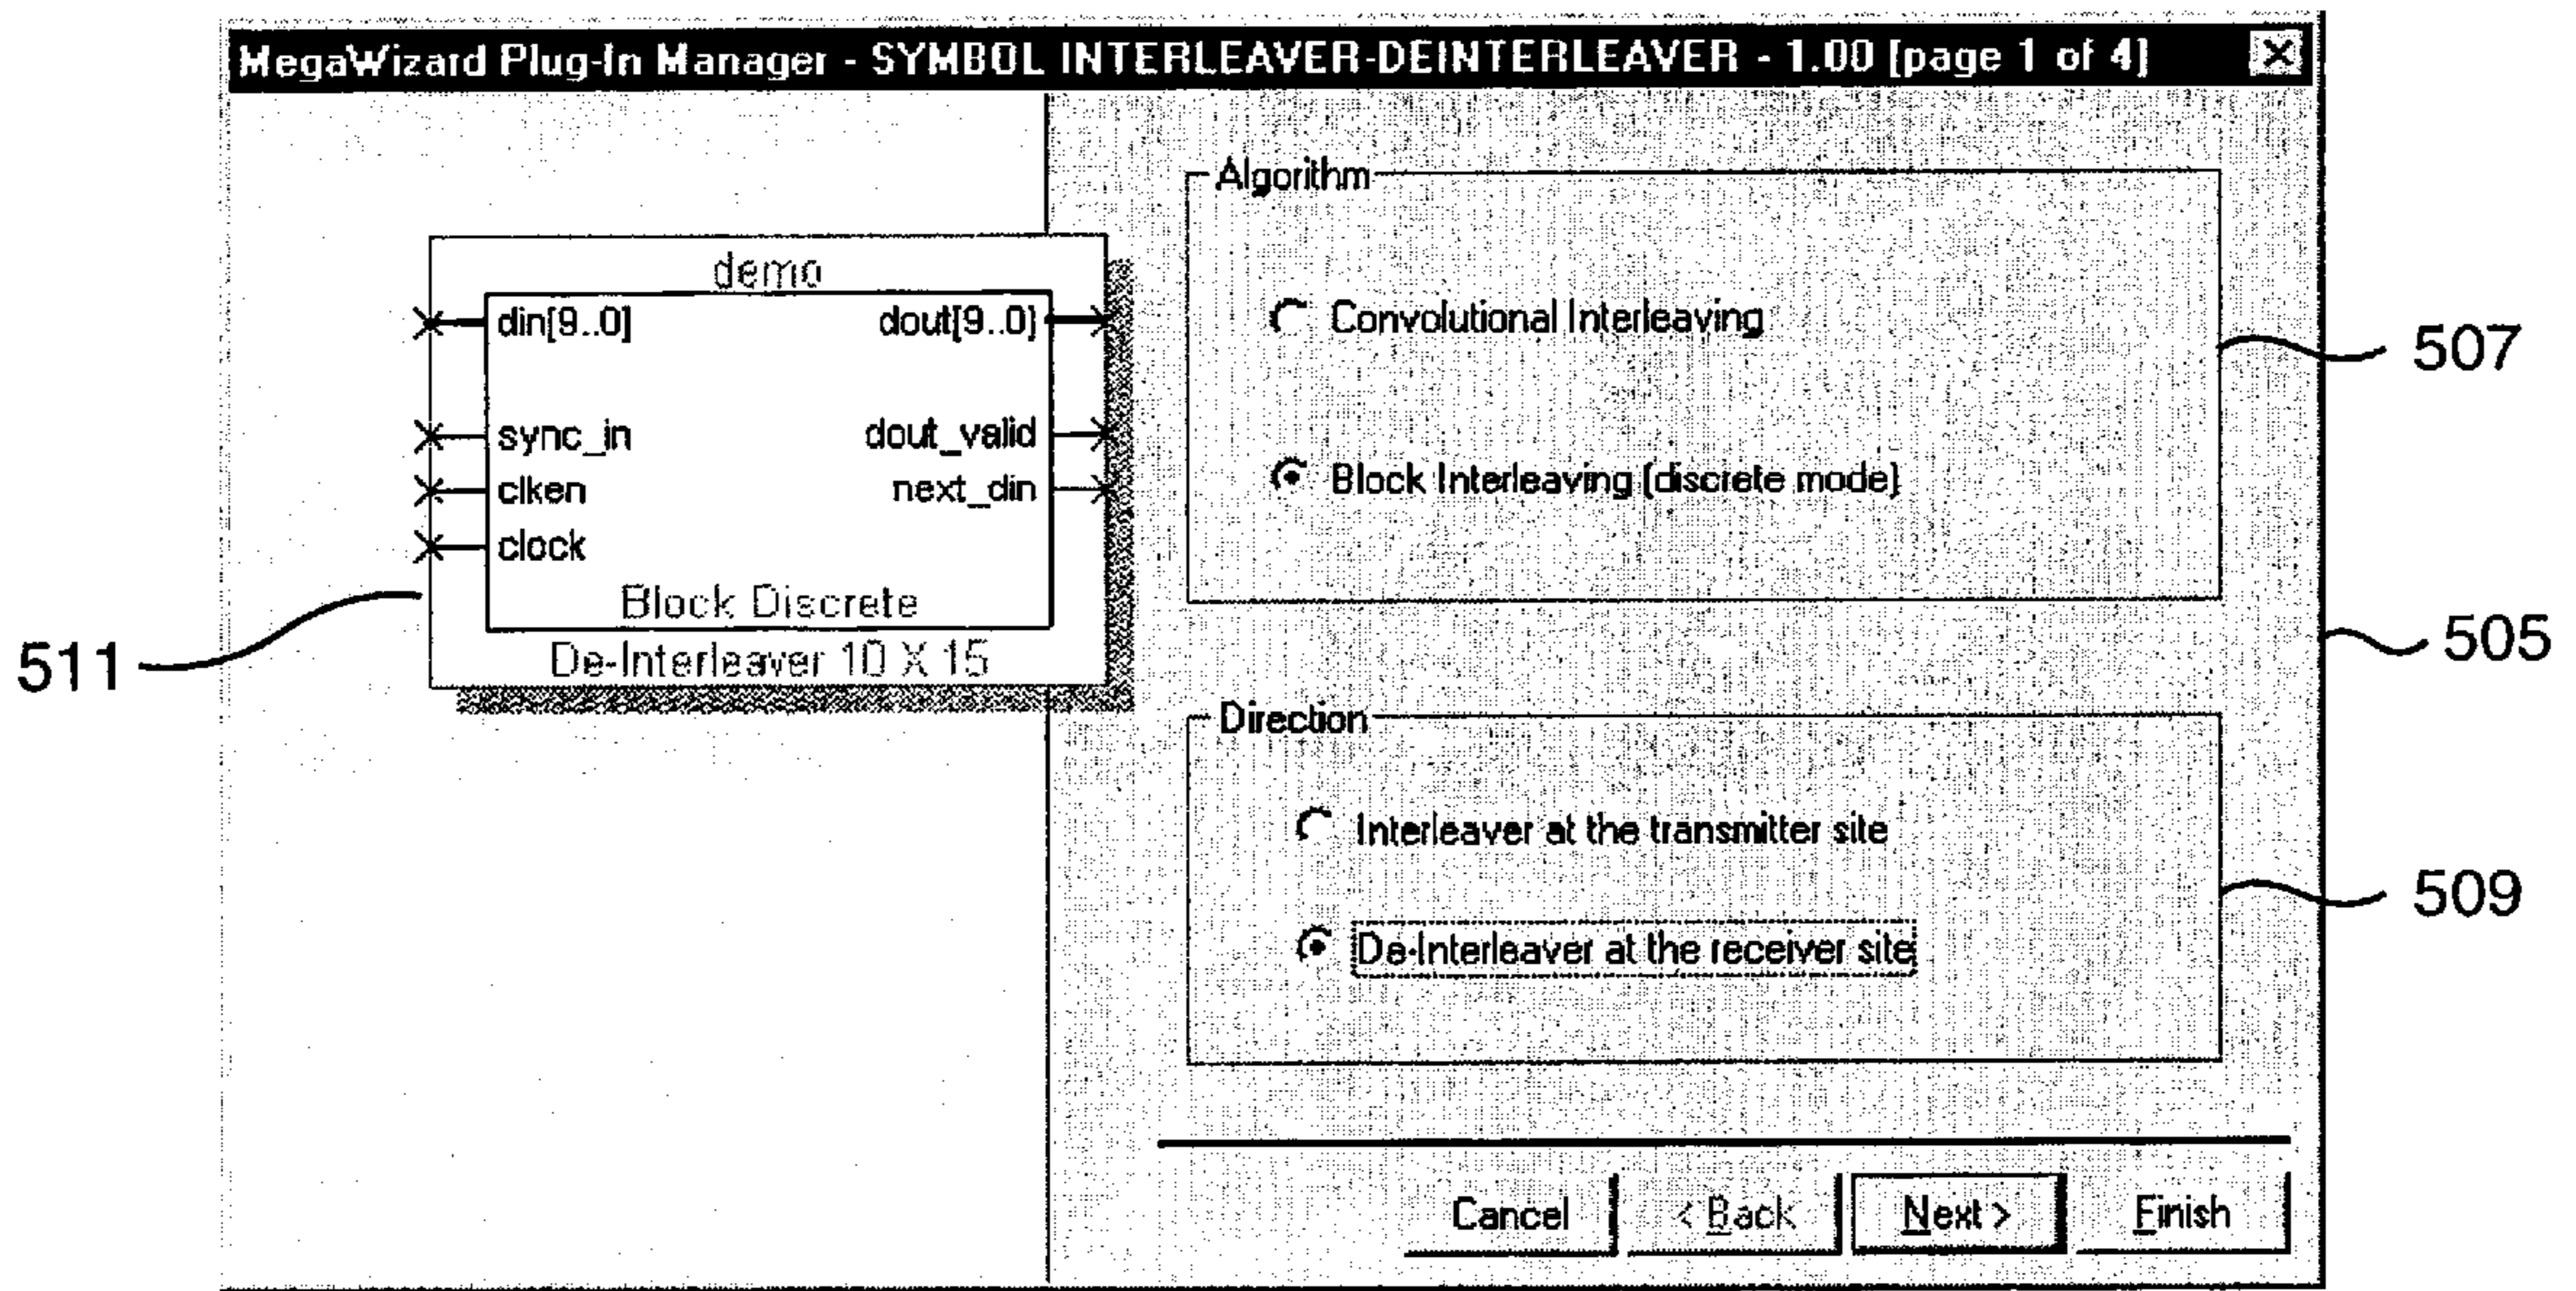 MegaWizard Plug-In Manager - SYMBOL INTERLEAVER-DEINTERLEAVER - 1.00 [page 1 of 4]
demo
din[9..0] dout[9..0]
sync_in dout_valid
clken next_din
clock
Block Discrete
De-Interleaver 10 X 15
511
Algorithm
Convolutional Interleaving
Block Interleaving (discrete mode)
507
505
Direction
Interleaver at the transmitter site
De-Interleaver at the receiver site
509
Cancel < Back Next > Finish